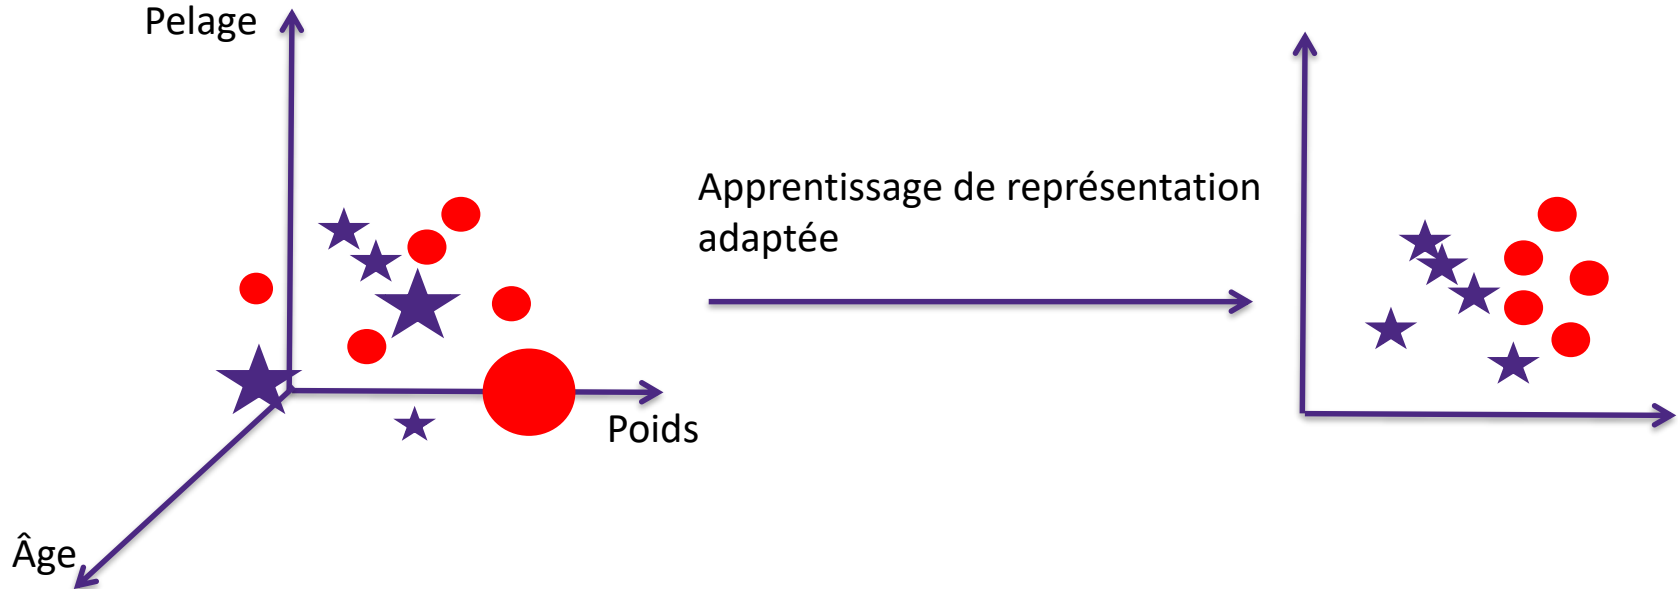 Pelage
Apprentissage de représentation
adaptée
Poids
Âge